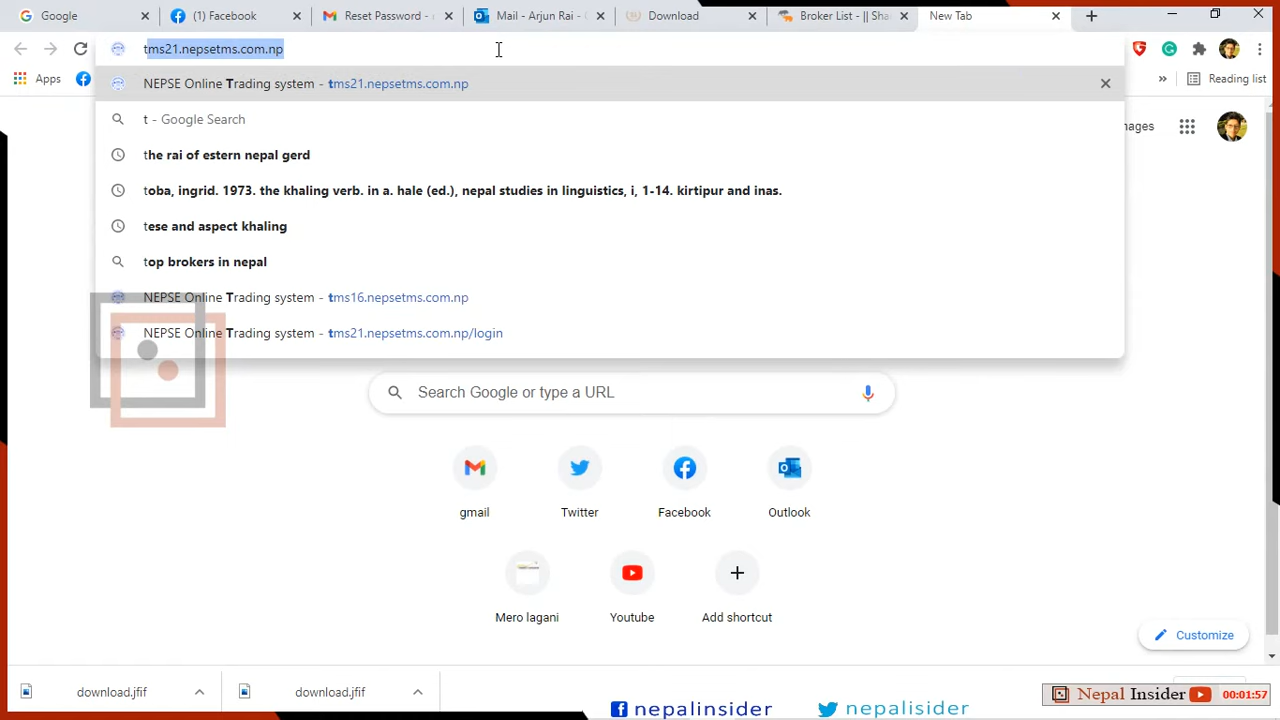 Google
(1) Facebook
Reset Password -
Mail - Arjun Rai - O
Download
Broker List - || Sha
New Tab
tms21.nepsetms.com.np
Apps
Reading list
NEPSE Online Trading system - tms21.nepsetms.com.np
t - Google Search
the rai of estern nepal gerd
toba, ingrid. 1973. the khaling verb. in a. hale (ed.), nepal studies in linguistics, i, 1-14. kirtipur and inas.
tese and aspect khaling
top brokers in nepal
NEPSE Online Trading system - tms16.nepsetms.com.np
NEPSE Online Trading system - tms21.nepsetms.com.np/login
mages
Search Google or type a URL
gmail
Twitter
Facebook
Outlook
Mero lagani
Youtube
Add shortcut
Customize
download.jfif
download.jfif
nepalinsider
nepalisider
Nepal Insider
00:01:57